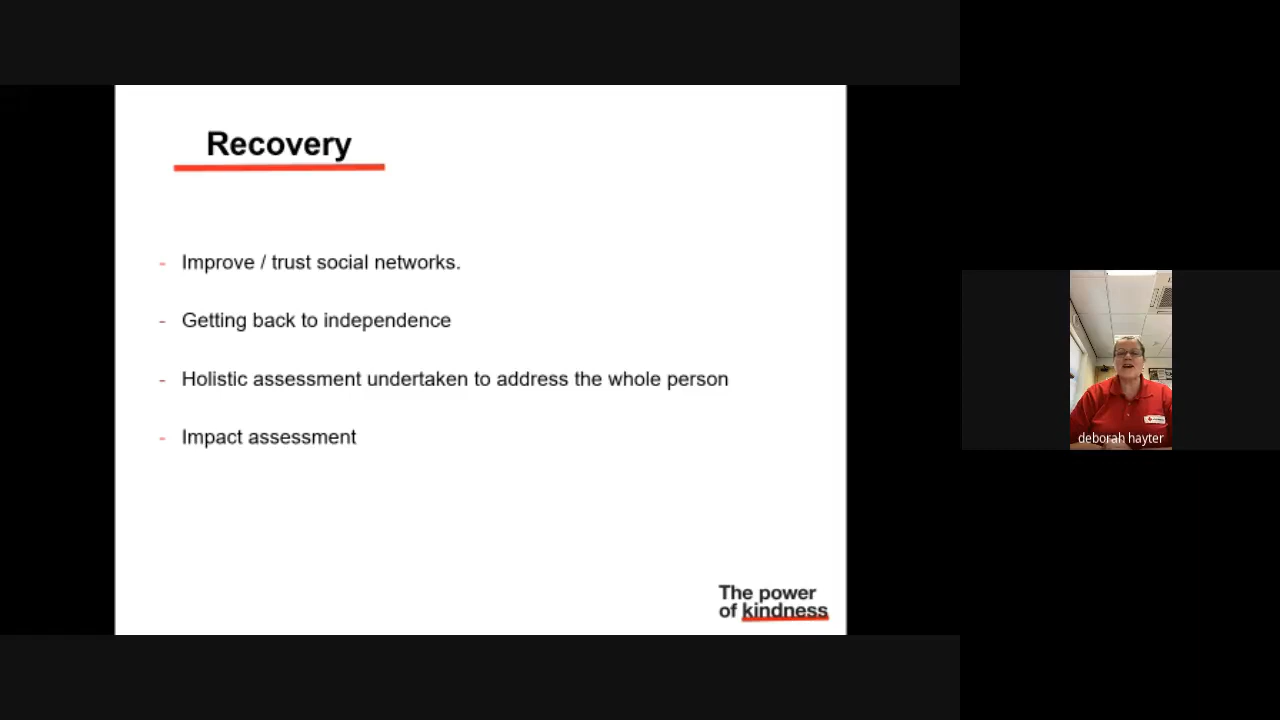 Recovery
- Improve / trust social networks.
- Getting back to independence
- Holistic assessment undertaken to address the whole person
- Impact assessment
The power
of kindness
deborah hayter